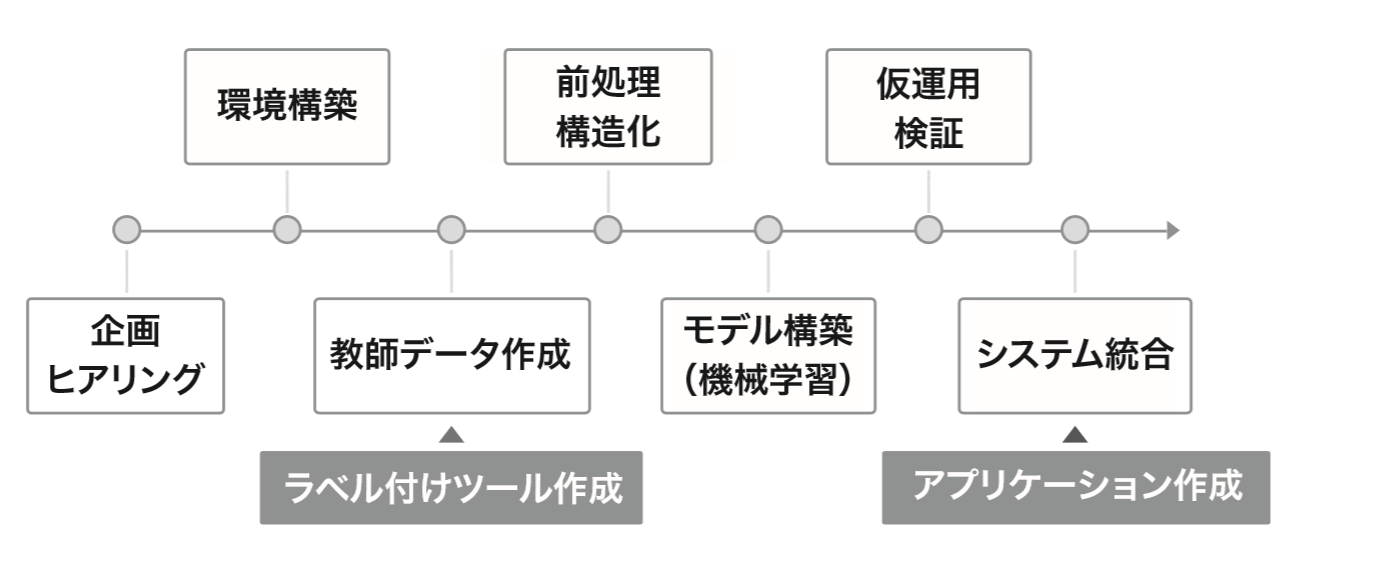 環境構築
前処理
構造化
仮運用
検証
企画
ヒアリング
教師データ作成
モデル構築
（機械学習）
システム統合
ラベル付けツール作成
アプリケーション作成